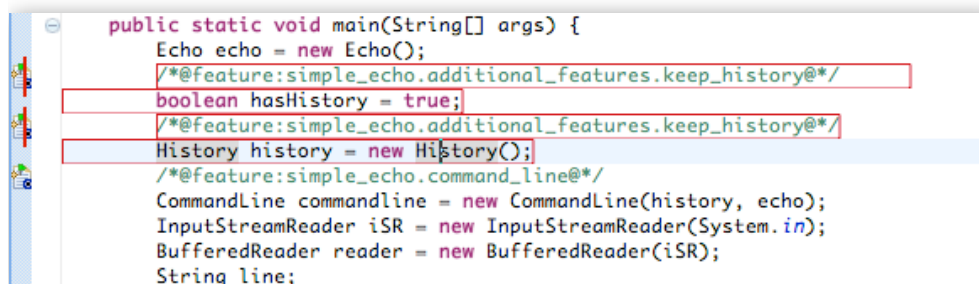 public static void main(String[] args) {
Echo echo = new Echo();
/*@feature:simple_echo.additional_features.keep_history@*/
boolean hasHistory = true;
/*@feature:simple_echo.additional_features.keep_history@*/
History history = new History();
/*@feature:simple_echo.command_line@*/
CommandLine commandline = new CommandLine(history, echo);
InputStreamReader iSR = new InputStreamReader(System.in);
BufferedReader reader = new BufferedReader(iSR);
String line;